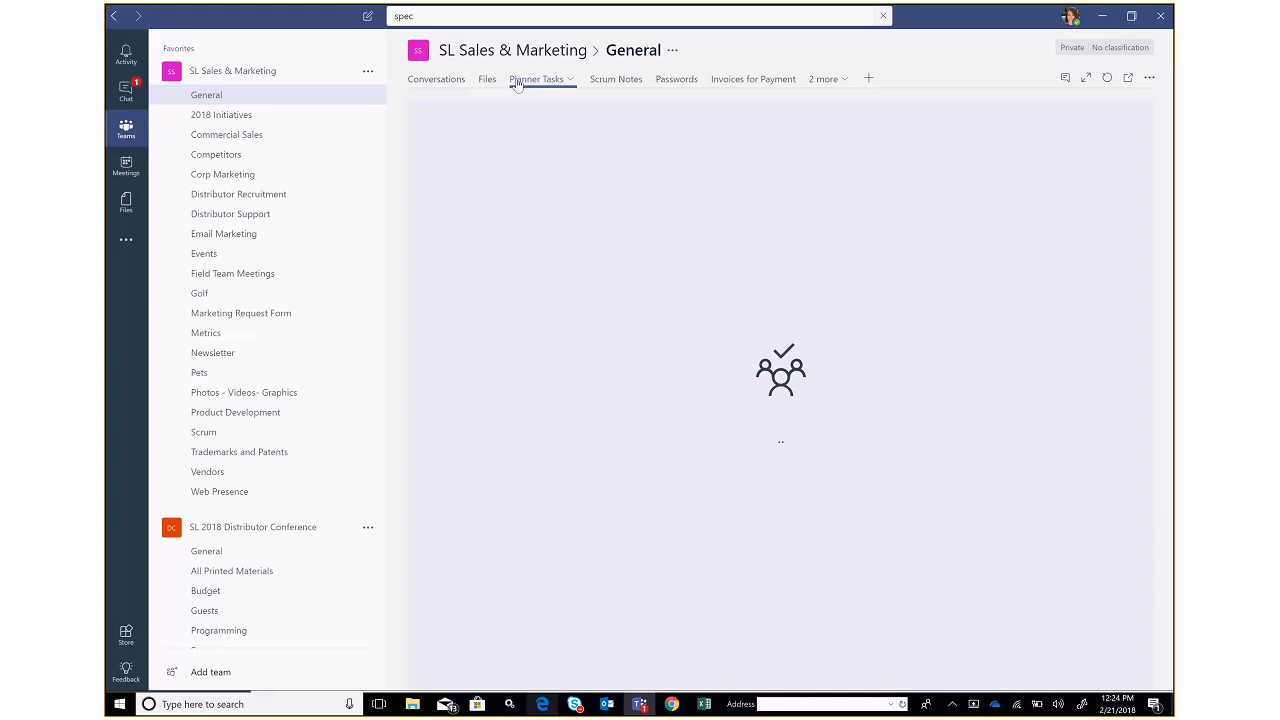 spec
SS SL Sales & Marketing > General ...
Private No classification
Conversations Files Planner Tasks Scrum Notes Passwords Invoices for Payment 2 more +
Activity
Chat 1
Teams
Meetings
Files
...
Store
Feedback
Favorites
SS SL Sales & Marketing ...
General
2018 Initiatives
Commercial Sales
Competitors
Corp Marketing
Distributor Recruitment
Distributor Support
Email Marketing
Events
Field Team Meetings
Golf
Marketing Request Form
Metrics
Newsletter
Pets
Photos - Videos- Graphics
Product Development
Scrum
Trademarks and Patents
Vendors
Web Presence
DC SL 2018 Distributor Conference ...
General
All Printed Materials
Budget
Guests
Programming
Add team
Type here to search
Address
12:24 PM
2/21/2018